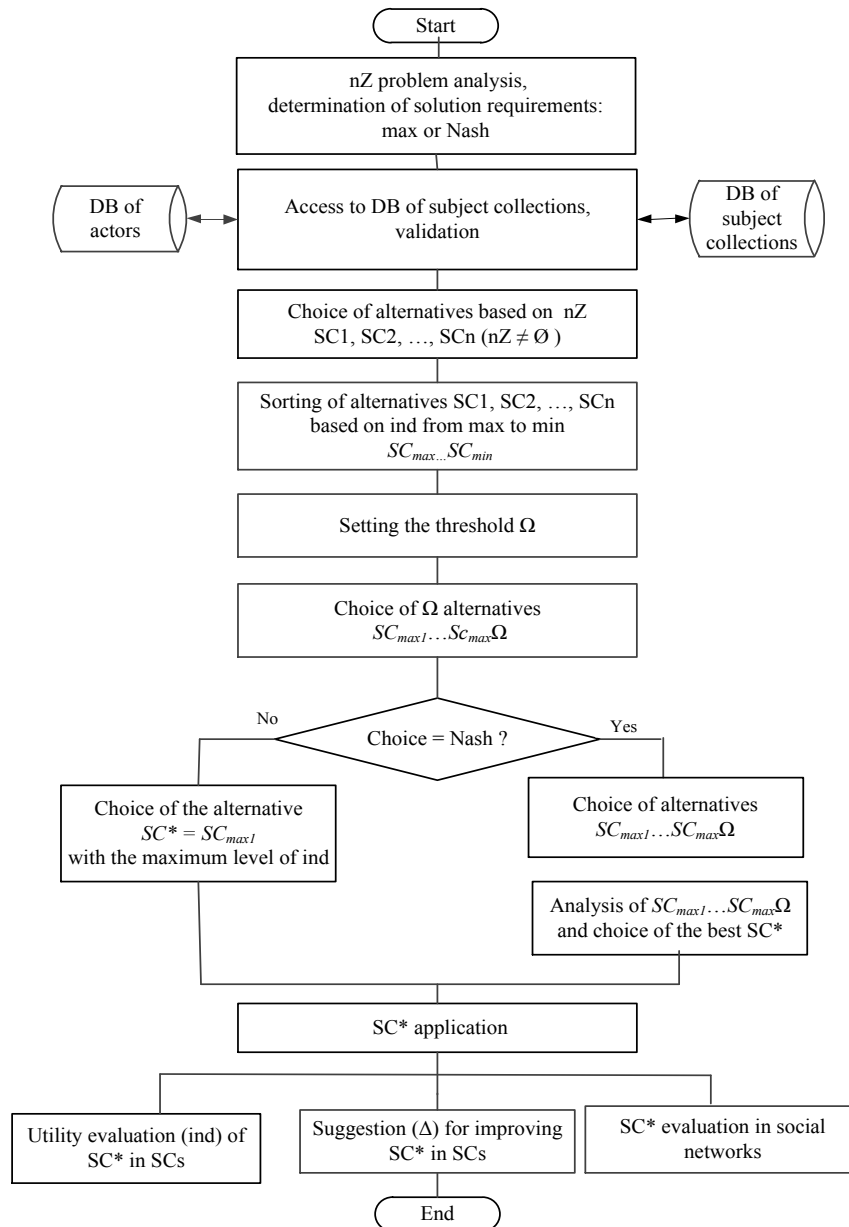 Start
nZ problem analysis,
determination of solution requirements:
max or Nash
DB of
actors
Access to DB of subject collections,
validation
DB of
subject
collections
Choice of alternatives based on nZ
SC1, SC2, …, SCn (nZ ≠ Ø )
Sorting of alternatives SC1, SC2, …, SCn
based on ind from max to min
SCmax...SCmin
Setting the threshold Ω
Choice of Ω alternatives
SCmax1…ScmaxΩ
No
Choice = Nash ?
Yes
Choice of the alternative
SC* = SCmax1
with the maximum level of ind
Choice of alternatives
SCmax1…SCmaxΩ
Analysis of SCmax1…SCmaxΩ
and choice of the best SC*
SC* application
Utility evaluation (ind) of
SC* in SCs
Suggestion (Δ) for improving
SC* in SCs
SC* evaluation in social
networks
End